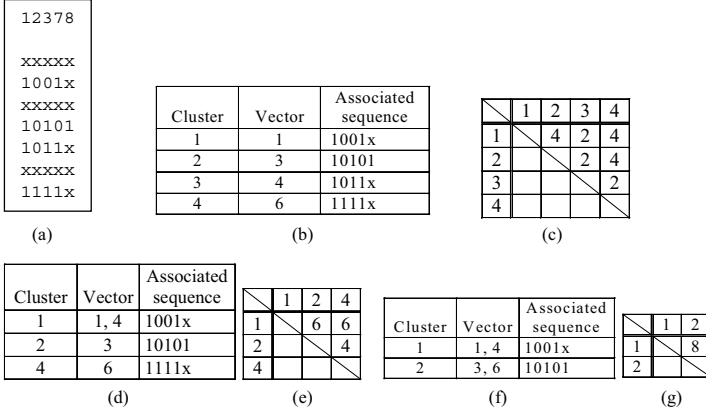 12378
xxxxx
1001x
xxxxx
10101
1011x
xxxxx
1111x
(a)
Cluster Vector Associated sequence
1 1 1001x
2 3 10101
3 4 1011x
4 6 1111x
(b)
1 2 3 4
1 4 2 4
2 2 4
3 2
4
(c)
Cluster Vector Associated sequence
1 1, 4 1001x
2 3 10101
4 6 1111x
(d)
1 2 4
1 6 6
2 4
4
(e)
Cluster Vector Associated sequence
1 1, 4 1001x
2 3, 6 10101
(f)
1 2
1 8
2
(g)